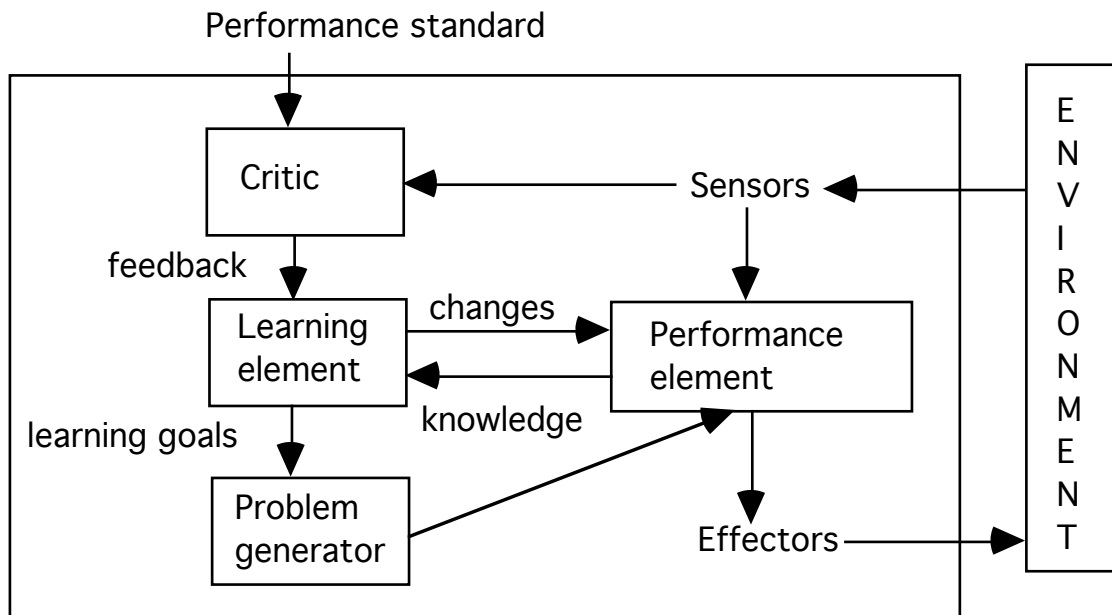 Performance standard
Critic
Sensors
feedback
Learning
element
changes
Performance
element
knowledge
learning goals
Problem
generator
Effectors
E
N
V
I
R
O
N
M
E
N
T